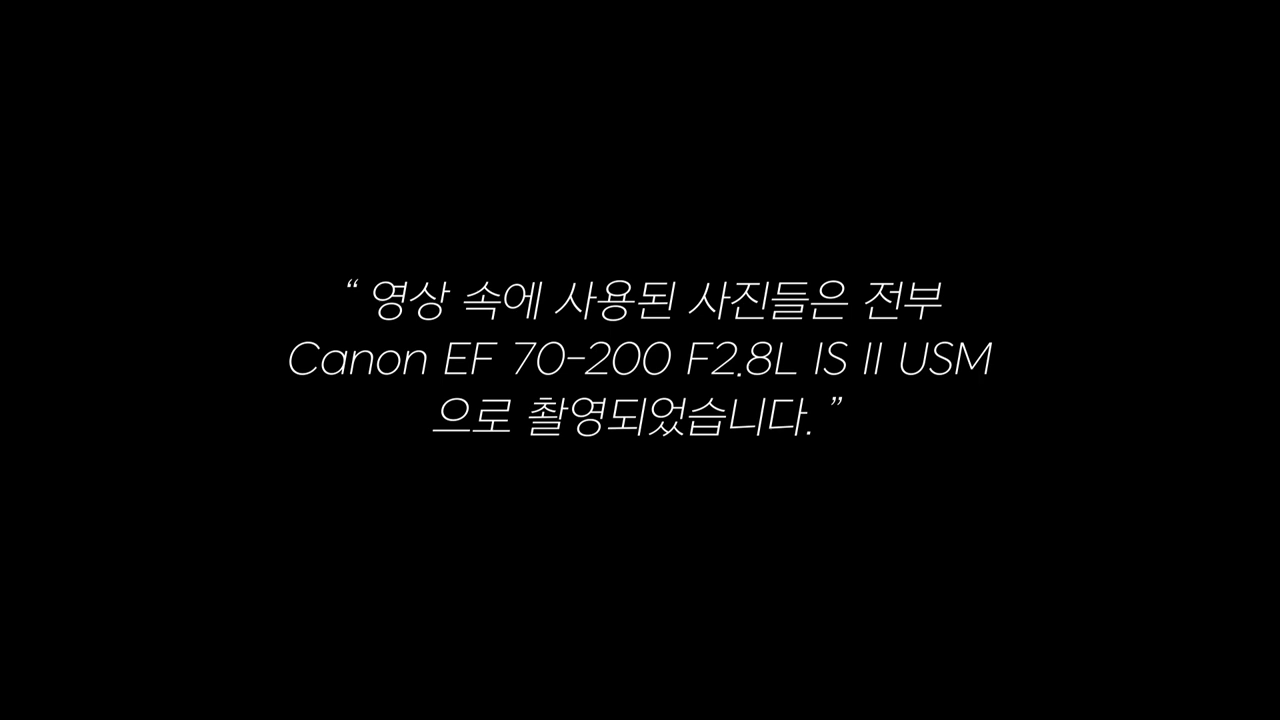 “ 영상 속에 사용된 사진들은 전부
Canon EF 70-200 F2.8L IS II USM
으로 촬영되었습니다. ”